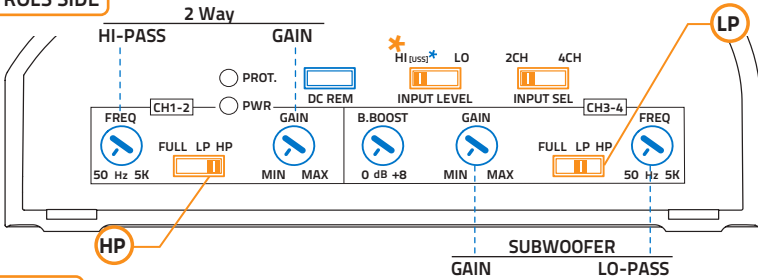 ROLS SIDE
2 Way
HI-PASS GAIN
LP
HI [USS]* LO 2CH 4CH
PROT.
DC REM INPUT LEVEL INPUT SEL
CH1-2 PWR CH3-4
FREQ GAIN B.BOOST GAIN FREQ
FULL LP HP FULL LP HP
50 Hz 5K MIN MAX 0 dB +8 MIN MAX 50 Hz 5K
HP
SUBWOOFER
GAIN LO-PASS